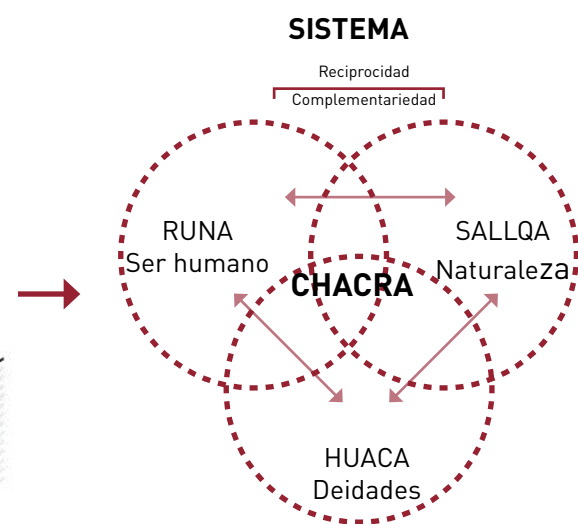 SISTEMA
Reciprocidad
Complementariedad
RUNA
Ser humano
SALLQA
Naturaleza
CHACRA
HUACA
Deidades